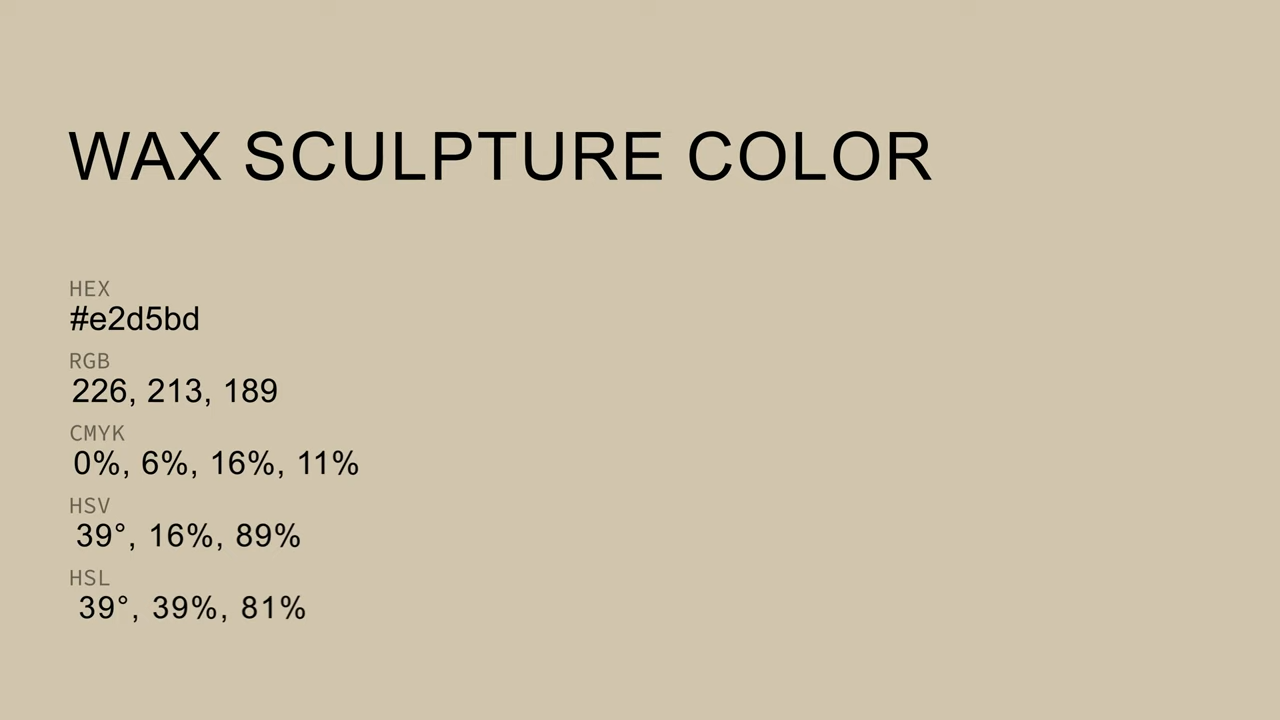 WAX SCULPTURE COLOR
HEX
#e2d5bd
RGB
226, 213, 189
CMYK
0%, 6%, 16%, 11%
HSV
39°, 16%, 89%
HSL
39°, 39%, 81%